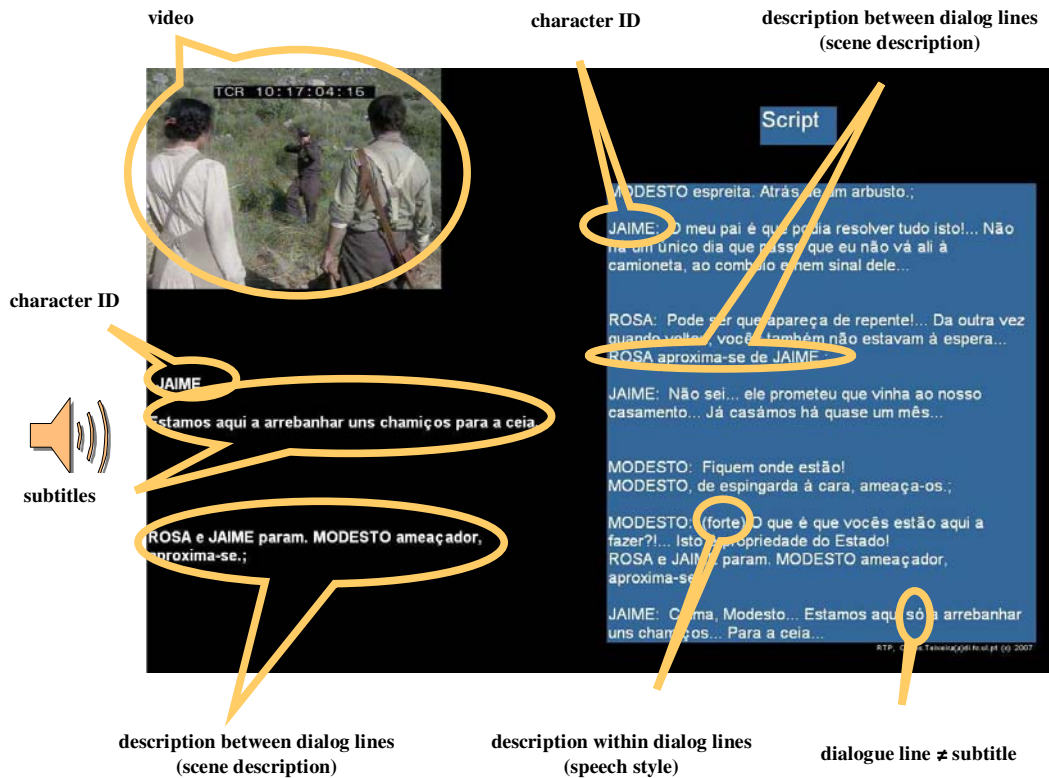 video
character ID
description between dialog lines
(scene description)
TCR 10:17:04:16
Script
MODESTO espreita. Atrás de um arbusto.;
JAIME: O meu pai é que podia resolver tudo isto!... Não
há um único dia que passe que eu não vá ali à
camioneta, ao comboio e nem sinal dele...
ROSA: Pode ser que apareça de repente!... Da outra vez
quando voltou, vocês também não estavam à espera...
ROSA aproxima-se de JAIME.;
JAIME: Não sei... ele prometeu que vinha ao nosso
casamento... Já casámos há quase um mês...
MODESTO: Fiquem onde estão!
MODESTO, de espingarda à cara, ameaça-os.;
MODESTO: (forte) O que é que vocês estão aqui a
fazer?!... Isto é propriedade do Estado!
ROSA e JAIME param. MODESTO ameaçador,
aproxima-se
JAIME: Calma, Modesto... Estamos aqui só a arrebanhar
uns chamiços... Para a ceia...
RTP, Teixeira(a)di.fc.ul.pt (c) 2007
character ID
JAIME
Estamos aqui a arrebanhar uns chamiços para a ceia.
subtitles
ROSA e JAIME param. MODESTO ameaçador,
aproxima-se.;
description between dialog lines
(scene description)
description within dialog lines
(speech style)
dialogue line ≠ subtitle